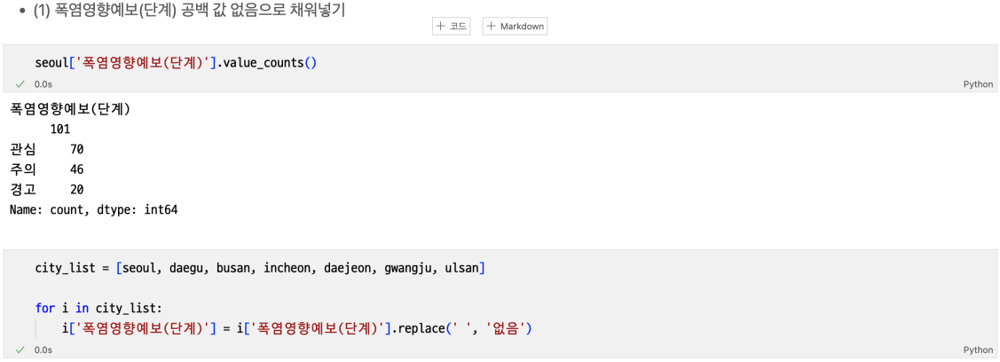 • (1) 폭염영향예보(단계) 공백 값 없음으로 채워넣기
+ 코드 + Markdown
seoul['폭염영향예보(단계)'].value_counts()
✓ 0.0s Python
폭염영향예보(단계)
101
관심 70
주의 46
경고 20
Name: count, dtype: int64
city_list = [seoul, daegu, busan, incheon, daejeon, gwangju, ulsan]
for i in city_list:
i['폭염영향예보(단계)'] = i['폭염영향예보(단계)'].replace(' ', '없음')
✓ 0.0s Python